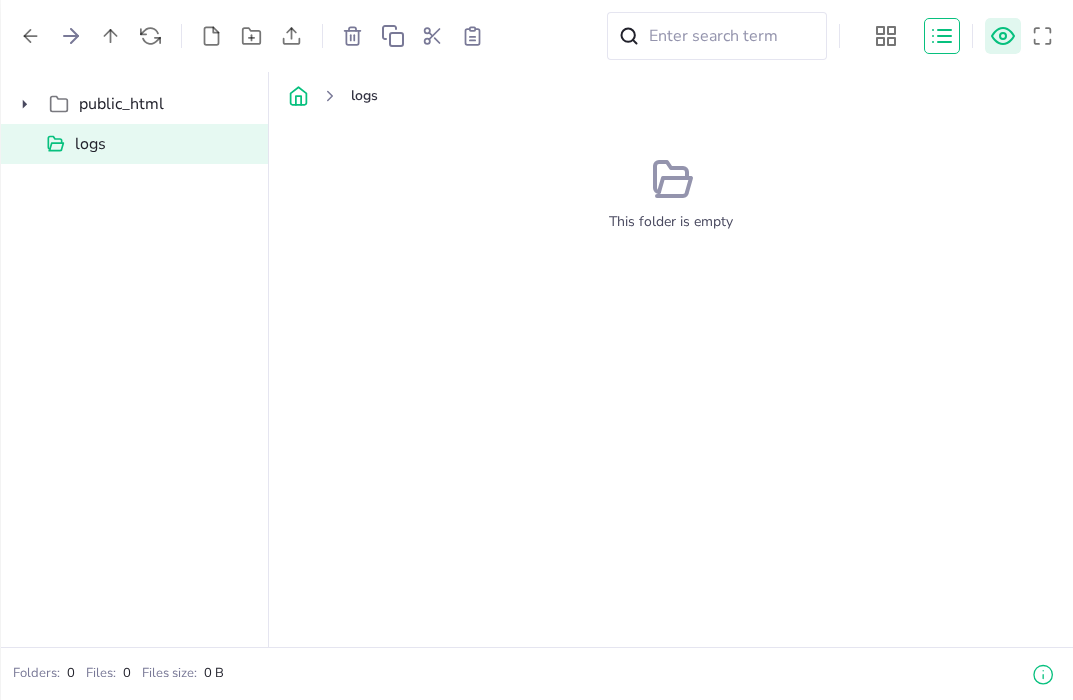 Enter search term
public_html
logs
logs
This folder is empty
Folders: 0 Files: 0 Files size: 0 B